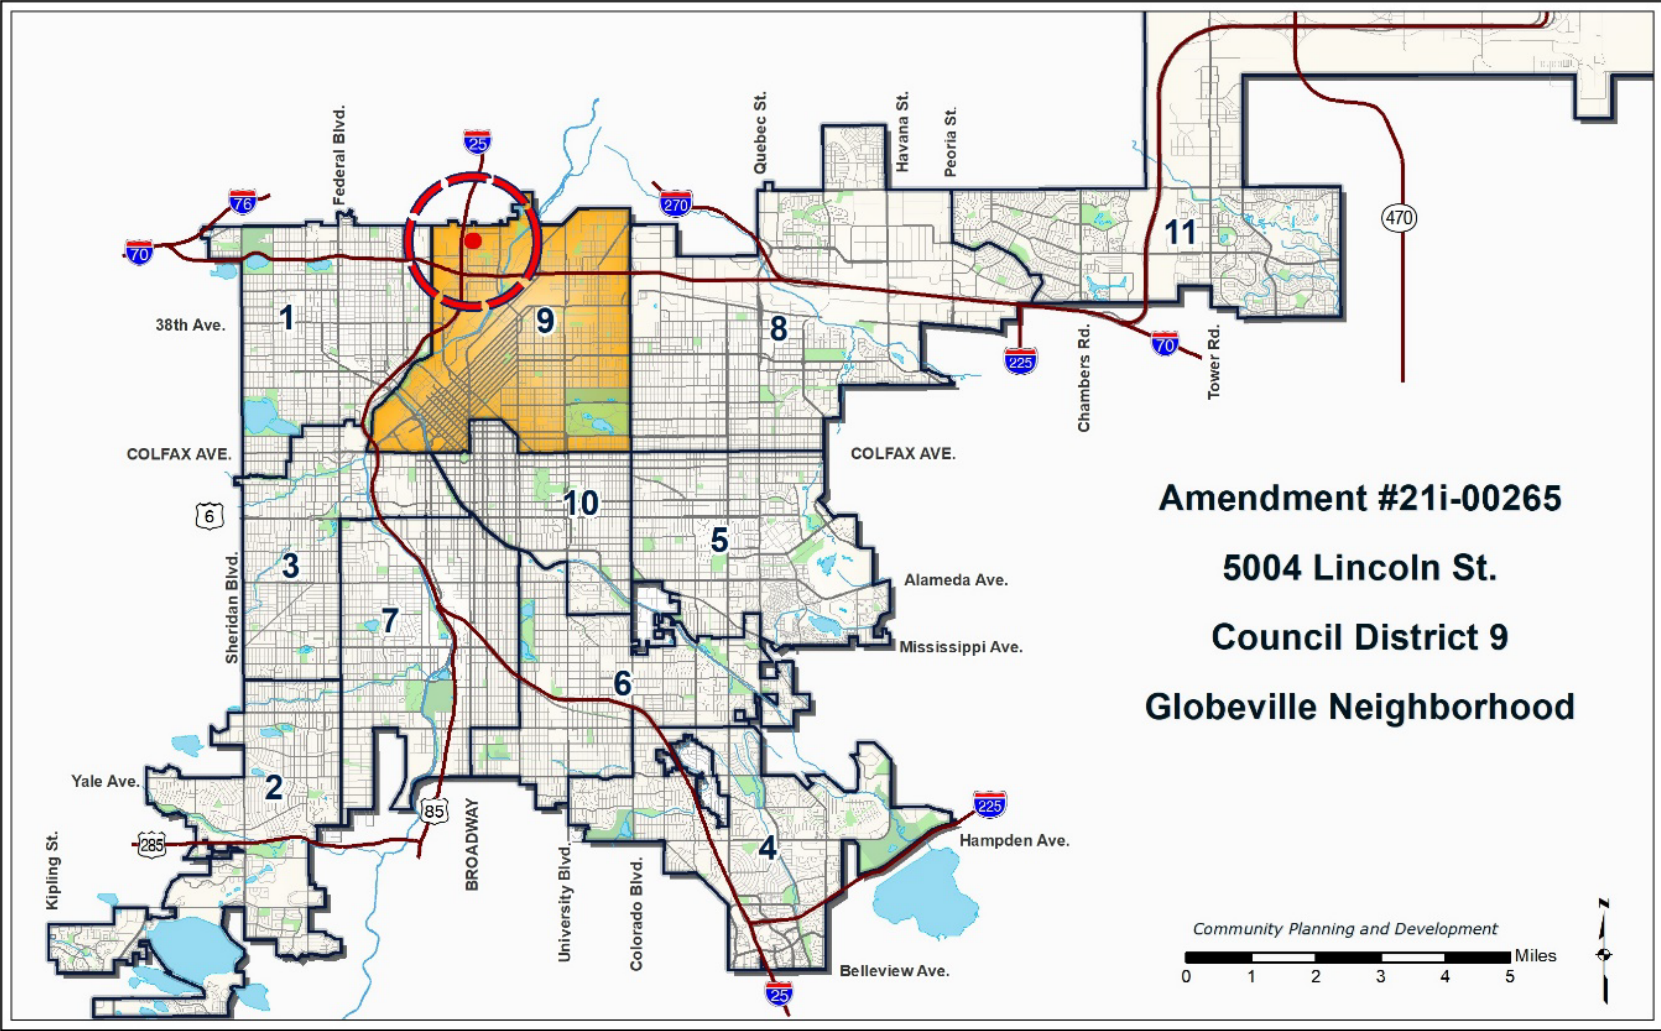 25
Federal Blvd.
Quebec St.
Havana St.
Peoria St.
76
270
470
70
11
1
9
8
38th Ave.
225
70
Chambers Rd.
Tower Rd.
COLFAX AVE.
COLFAX AVE.
10
6
5
3
Sheridan Blvd.
7
Alameda Ave.
Mississippi Ave.
6
Amendment #21i-00265
5004 Lincoln St.
Council District 9
Globeville Neighborhood
Yale Ave.
2
85
BROADWAY
285
Kipling St.
University Blvd.
Colorado Blvd.
4
225
Hampden Ave.
Belleview Ave.
25
Community Planning and Development
Miles
0 1 2 3 4 5
N